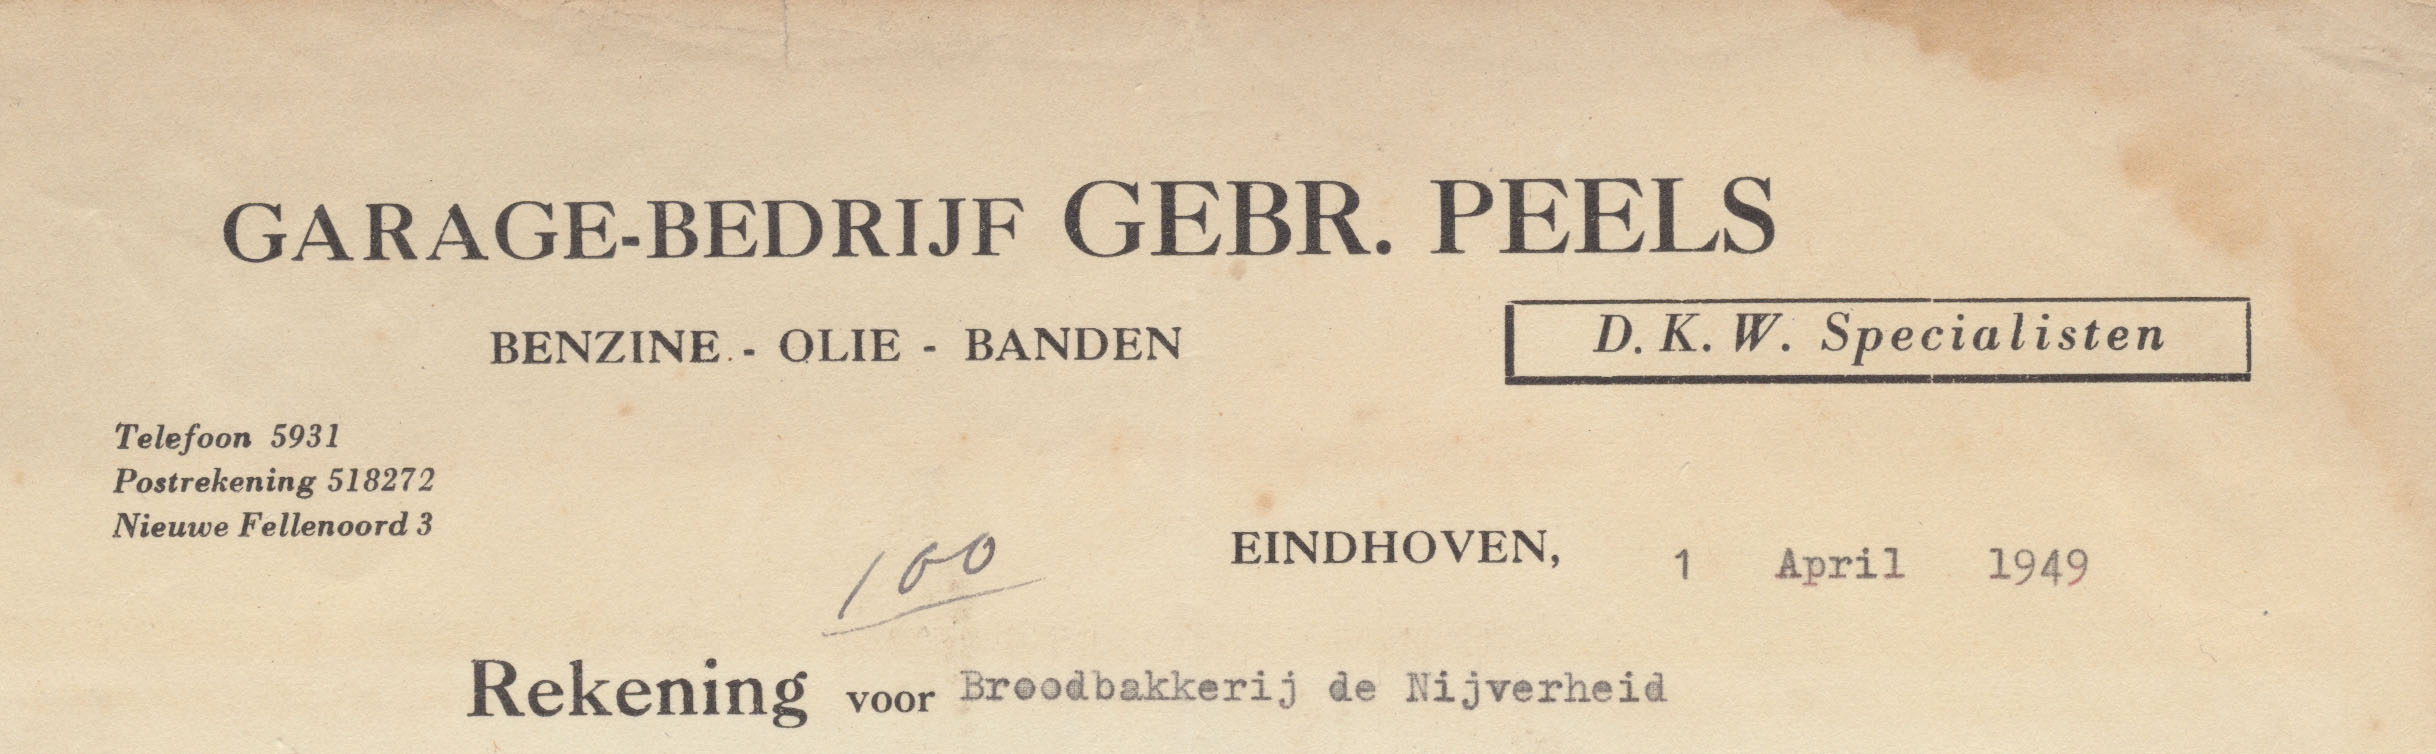 GARAGE-BEDRIJF GEBR. PEELS
BENZINE - OLIE - BANDEN
D. K. W. Specialisten
Telefoon 5931
Postrekening 518272
Nieuwe Fellenoord 3
100
EINDHOVEN, 1 April 1949
Rekening voor Broodbakkerij de Nijverheid